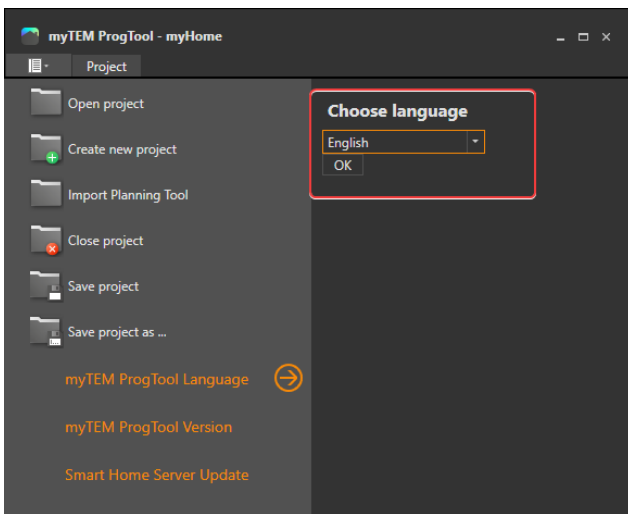 myTEM ProgTool - myHome
Project
Open project
Create new project
Import Planning Tool
Close project
Save project
Save project as ...
myTEM ProgTool Language
myTEM ProgTool Version
Smart Home Server Update
Choose language
English
OK